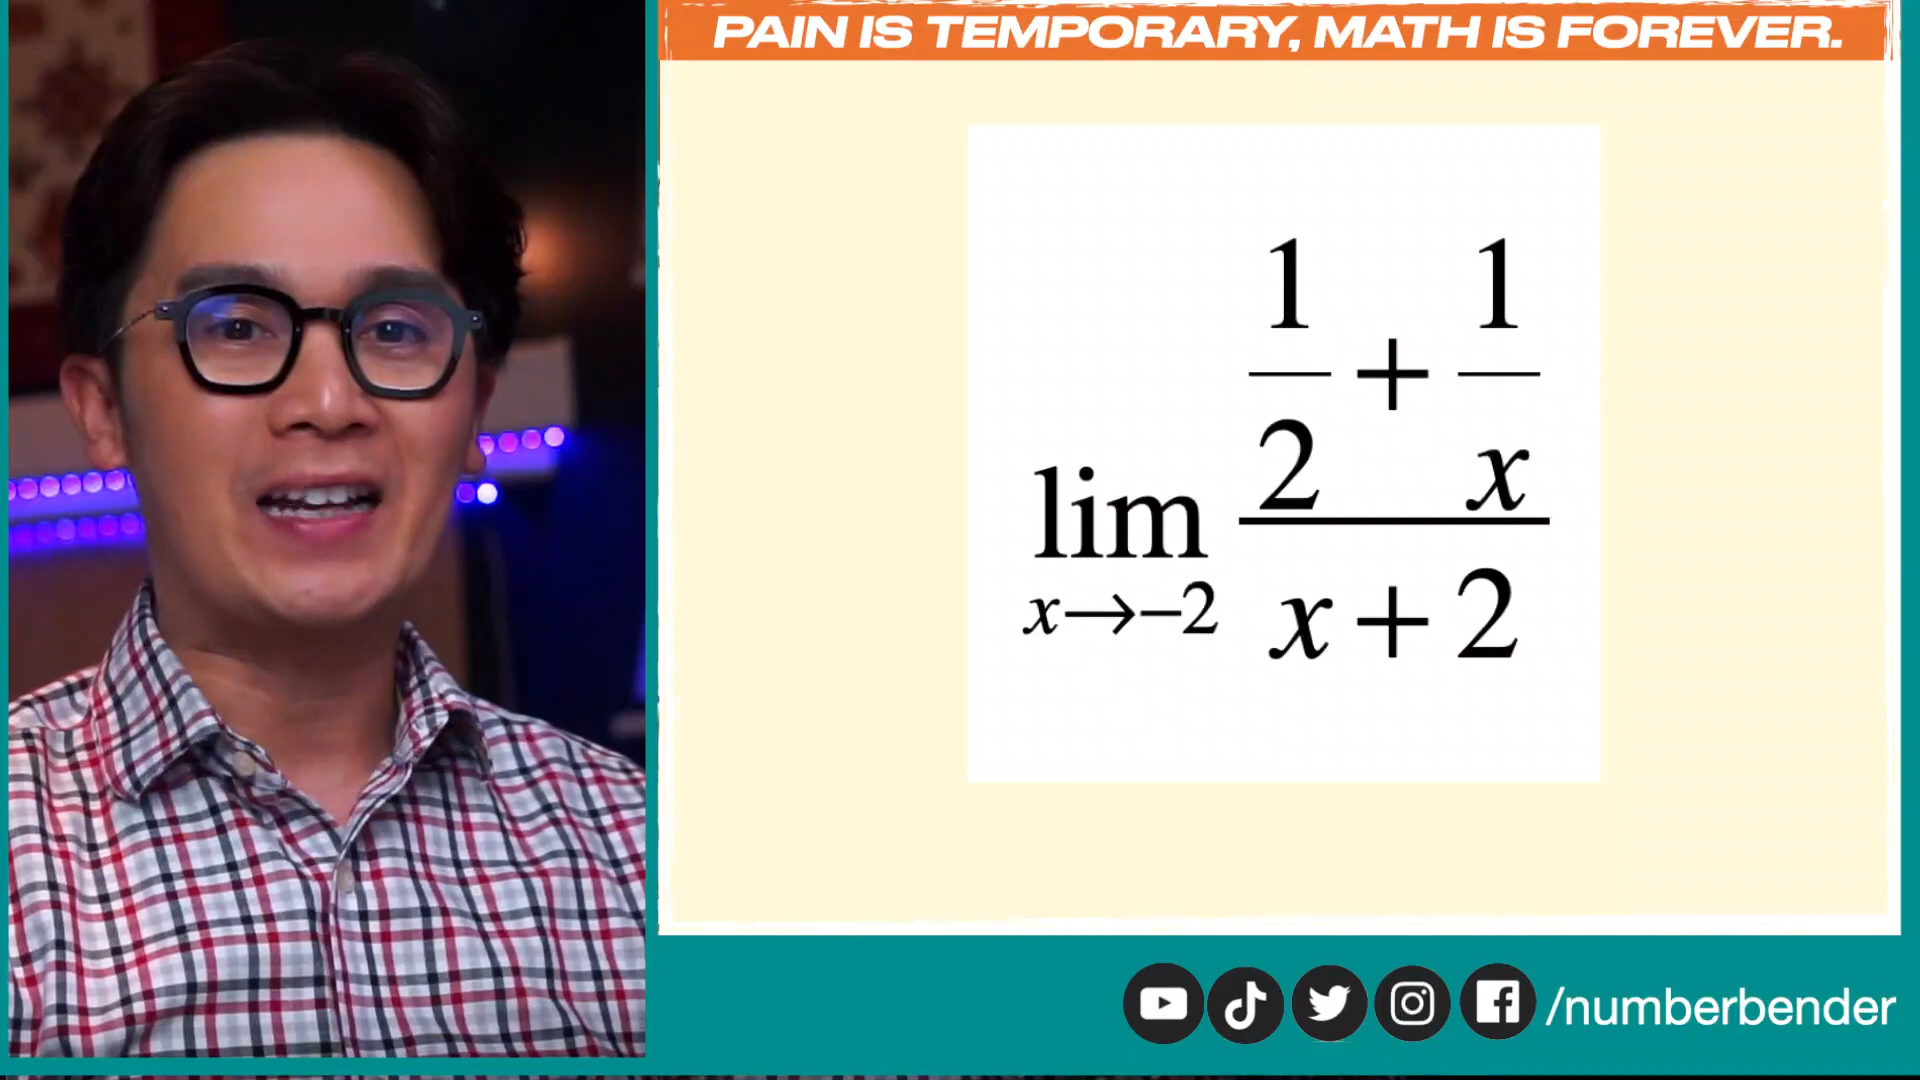 PAIN IS TEMPORARY, MATH IS FOREVER.
1/2 + 1/x
lim x→−2
x + 2
/numberbender